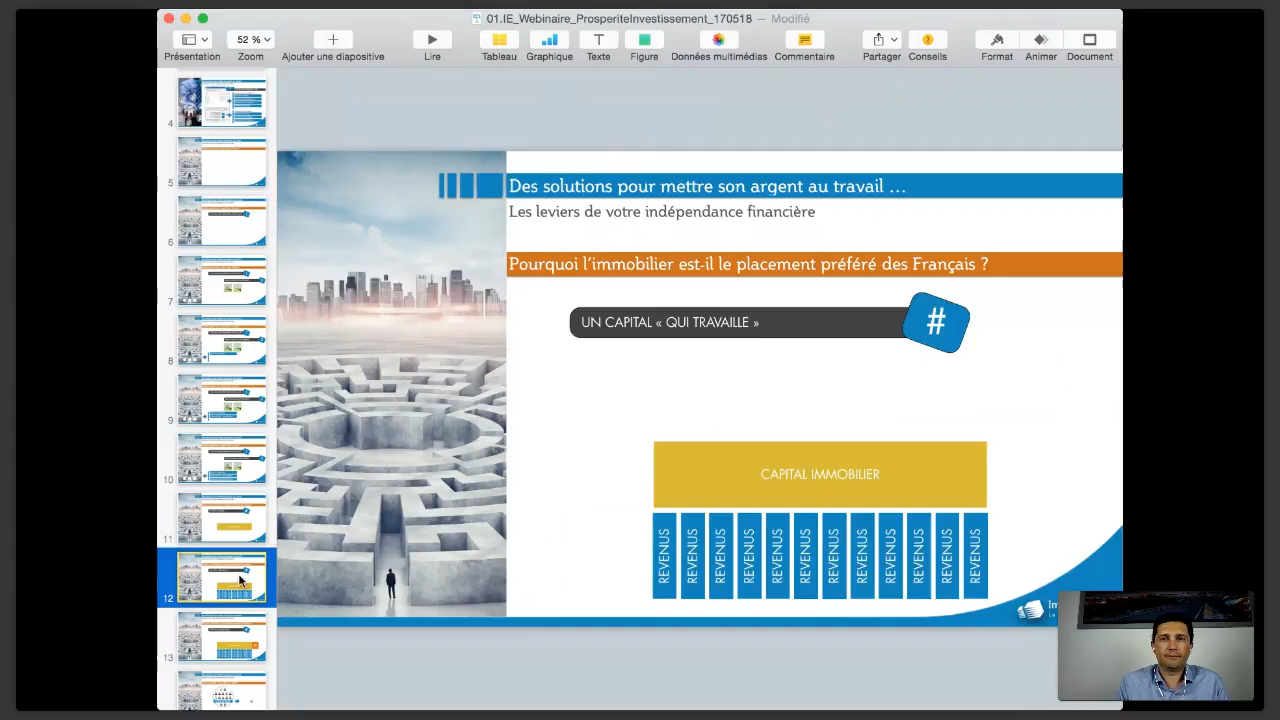 01.IE_Webinaire_ProsperiteInvestissement_170518 — Modifié
52 %
Présentation
Zoom
Ajouter une diapositive
Lire
Tableau
Graphique
Texte
Figure
Données multimédias
Commentaire
Partager
Conseils
Format
Animer
Document
4
5
6
7
8
9
10
11
12
13
Des solutions pour mettre son argent au travail …
Les leviers de votre indépendance financière
Pourquoi l'immobilier est-il le placement préféré des Français ?
UN CAPITAL « QUI TRAVAILLE »
#
CAPITAL IMMOBILIER
REVENUS
REVENUS
REVENUS
REVENUS
REVENUS
REVENUS
REVENUS
REVENUS
REVENUS
REVENUS
REVENUS
REVENUS